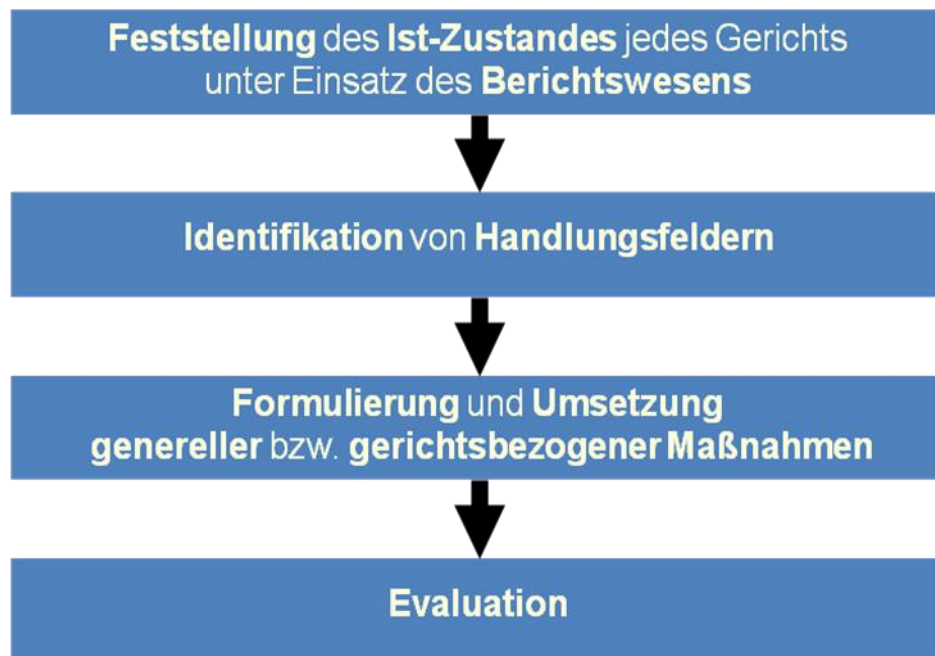 Feststellung des Ist-Zustandes jedes Gerichts
unter Einsatz des Berichtswesens
Identifikation von Handlungsfeldern
Formulierung und Umsetzung
genereller bzw. gerichtsbezogener Maßnahmen
Evaluation